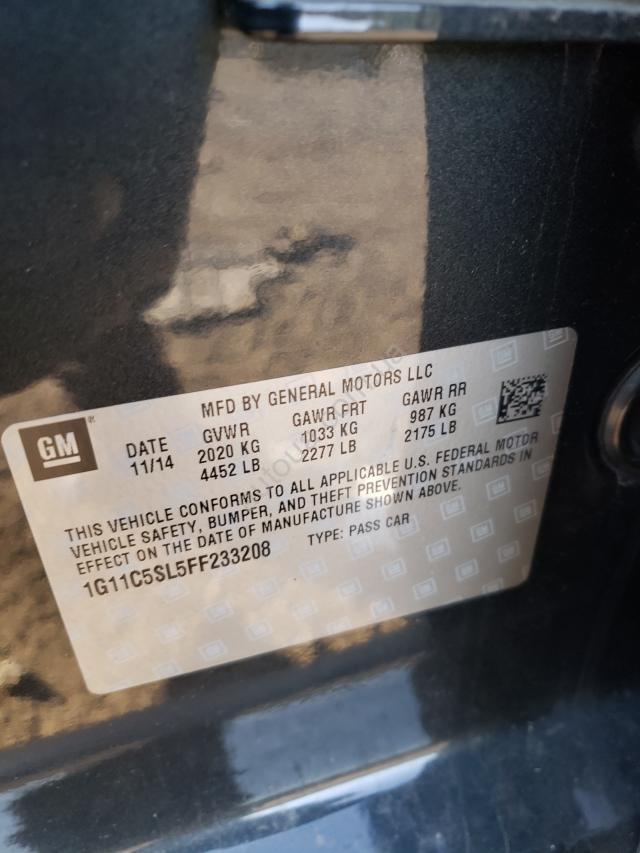 GM
MFD BY GENERAL MOTORS LLC
DATE GVWR GAWR FRT GAWR RR
11/14 2020 KG 1033 KG 987 KG
4452 LB 2277 LB 2175 LB
THIS VEHICLE CONFORMS TO ALL APPLICABLE U.S. FEDERAL MOTOR
VEHICLE SAFETY, BUMPER, AND THEFT PREVENTION STANDARDS IN
EFFECT ON THE DATE OF MANUFACTURE SHOWN ABOVE.
1G11C5SL5FF233208 TYPE: PASS CAR